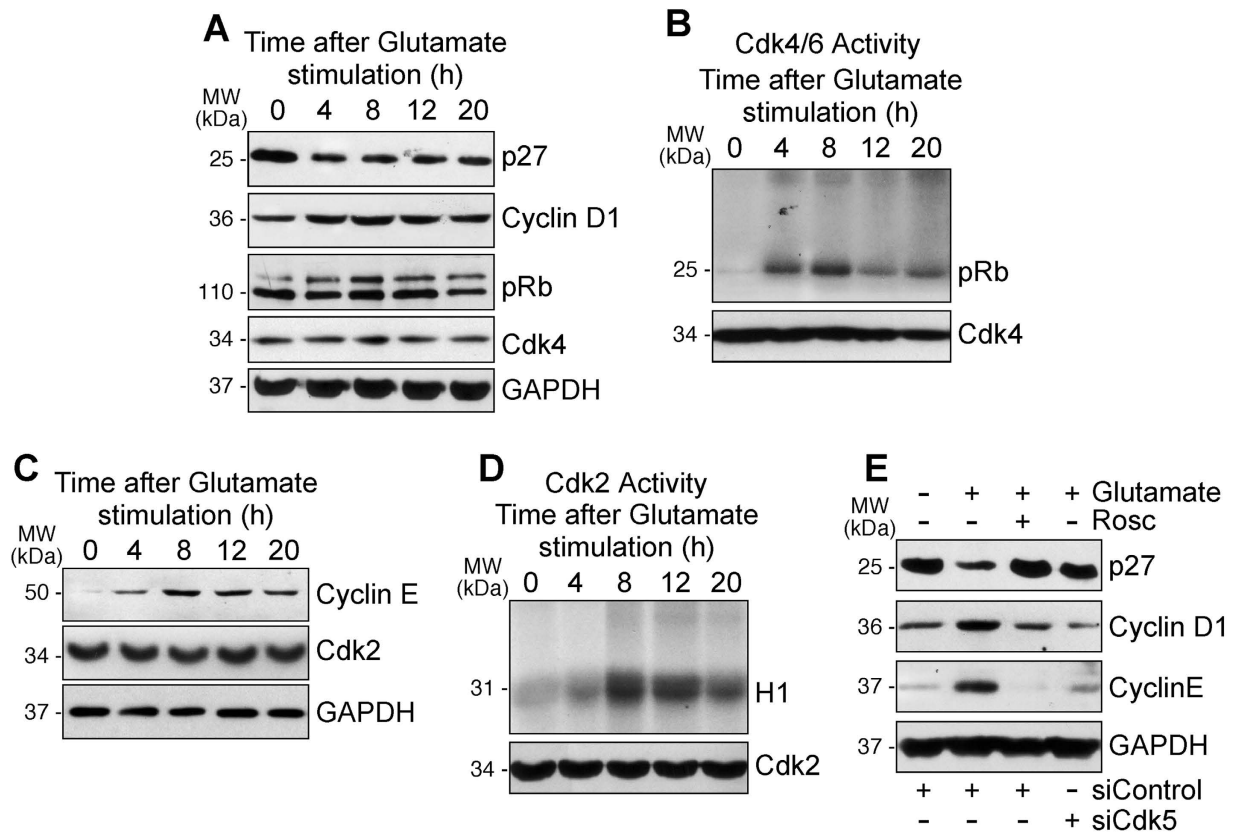 A
Time after Glutamate
stimulation (h)
MW
(kDa)
0 4 8 12 20
25 - p27
36 - Cyclin D1
110 - pRb
34 - Cdk4
37 - GAPDH
B
Cdk4/6 Activity
Time after Glutamate
stimulation (h)
MW
(kDa)
0 4 8 12 20
25 - pRb
34 - Cdk4
C
Time after Glutamate
stimulation (h)
MW
(kDa)
0 4 8 12 20
50 - Cyclin E
34 - Cdk2
37 - GAPDH
D
Cdk2 Activity
Time after Glutamate
stimulation (h)
MW
(kDa)
0 4 8 12 20
31 - H1
34 - Cdk2
E
- + + + Glutamate
- - + - Rosc
MW
(kDa)
25 - p27
36 - Cyclin D1
37 - CyclinE
37 - GAPDH
+ + + - siControl
- - - + siCdk5